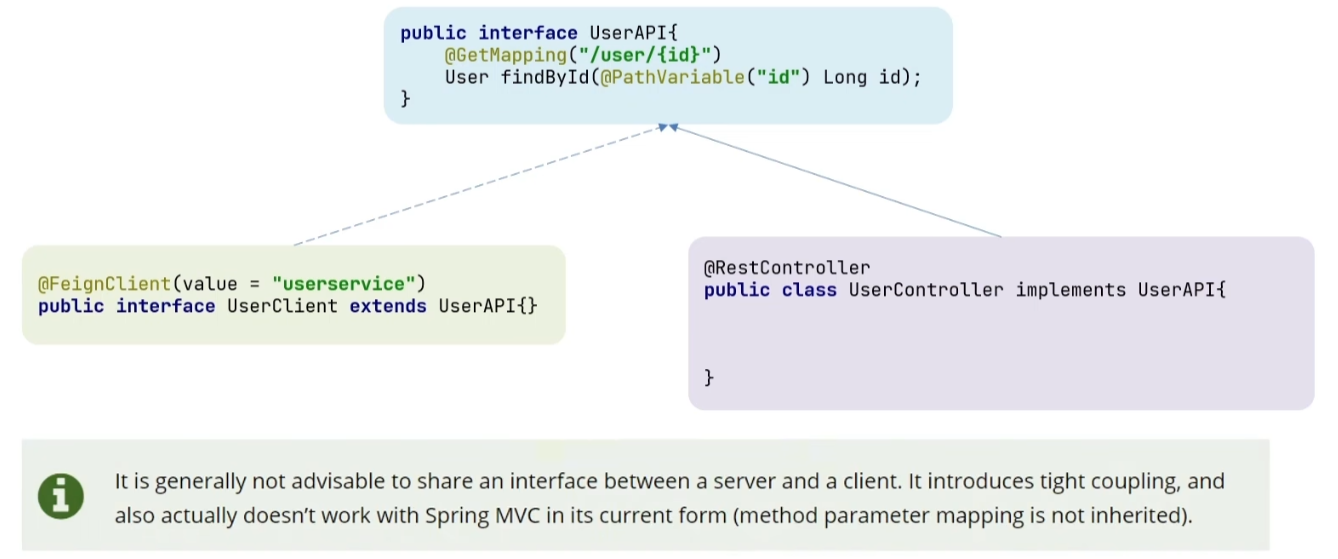 public interface UserAPI{
    @GetMapping("/user/{id}")
    User findById(@PathVariable("id") Long id);
}
@FeignClient(value = "userservice")
public interface UserClient extends UserAPI{}
@RestController
public class UserController implements UserAPI{
}
It is generally not advisable to share an interface between a server and a client. It introduces tight coupling, and
also actually doesn’t work with Spring MVC in its current form (method parameter mapping is not inherited).